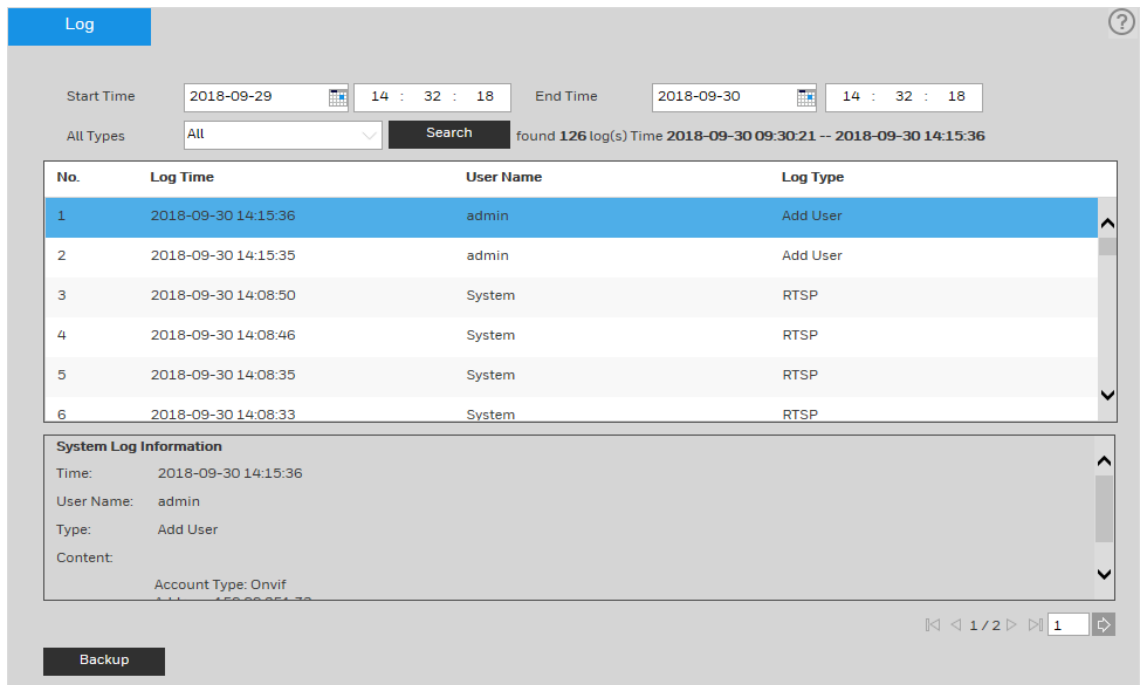 Log
?
Start Time 2018-09-29 14 : 32 : 18 End Time 2018-09-30 14 : 32 : 18
All Types All Search found 126 log(s) Time 2018-09-30 09:30:21 -- 2018-09-30 14:15:36
No. Log Time User Name Log Type
1 2018-09-30 14:15:36 admin Add User
2 2018-09-30 14:15:35 admin Add User
3 2018-09-30 14:08:50 System RTSP
4 2018-09-30 14:08:46 System RTSP
5 2018-09-30 14:08:35 System RTSP
6 2018-09-30 14:08:33 System RTSP
System Log Information
Time: 2018-09-30 14:15:36
User Name: admin
Type: Add User
Content:
Account Type: Onvif
1 / 2 1
Backup